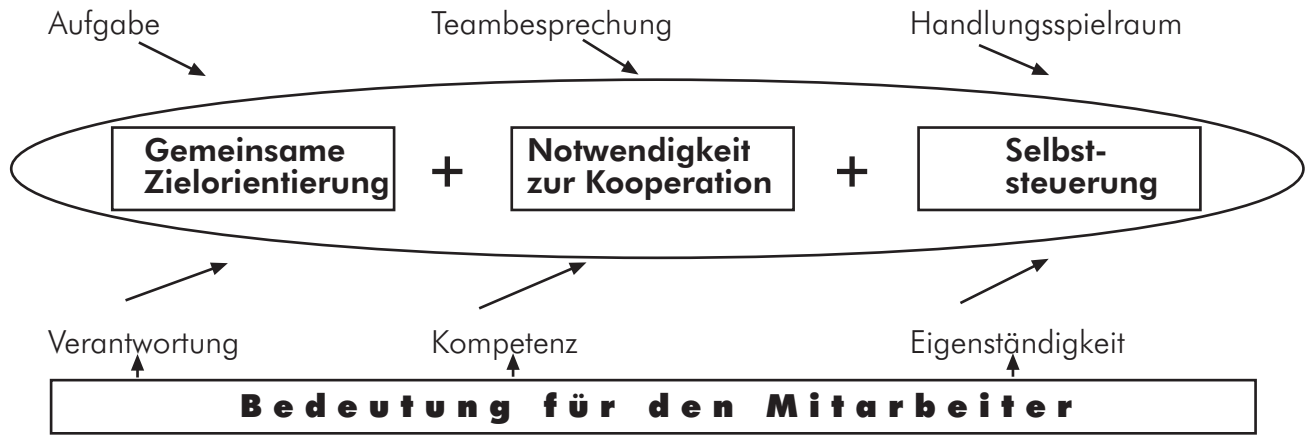 Aufgabe Teambesprechung Handlungsspielraum
Gemeinsame Zielorientierung + Notwendigkeit zur Kooperation + Selbst-
steuerung
Verantwortung Kompetenz Eigenständigkeit
Bedeutung für den Mitarbeiter